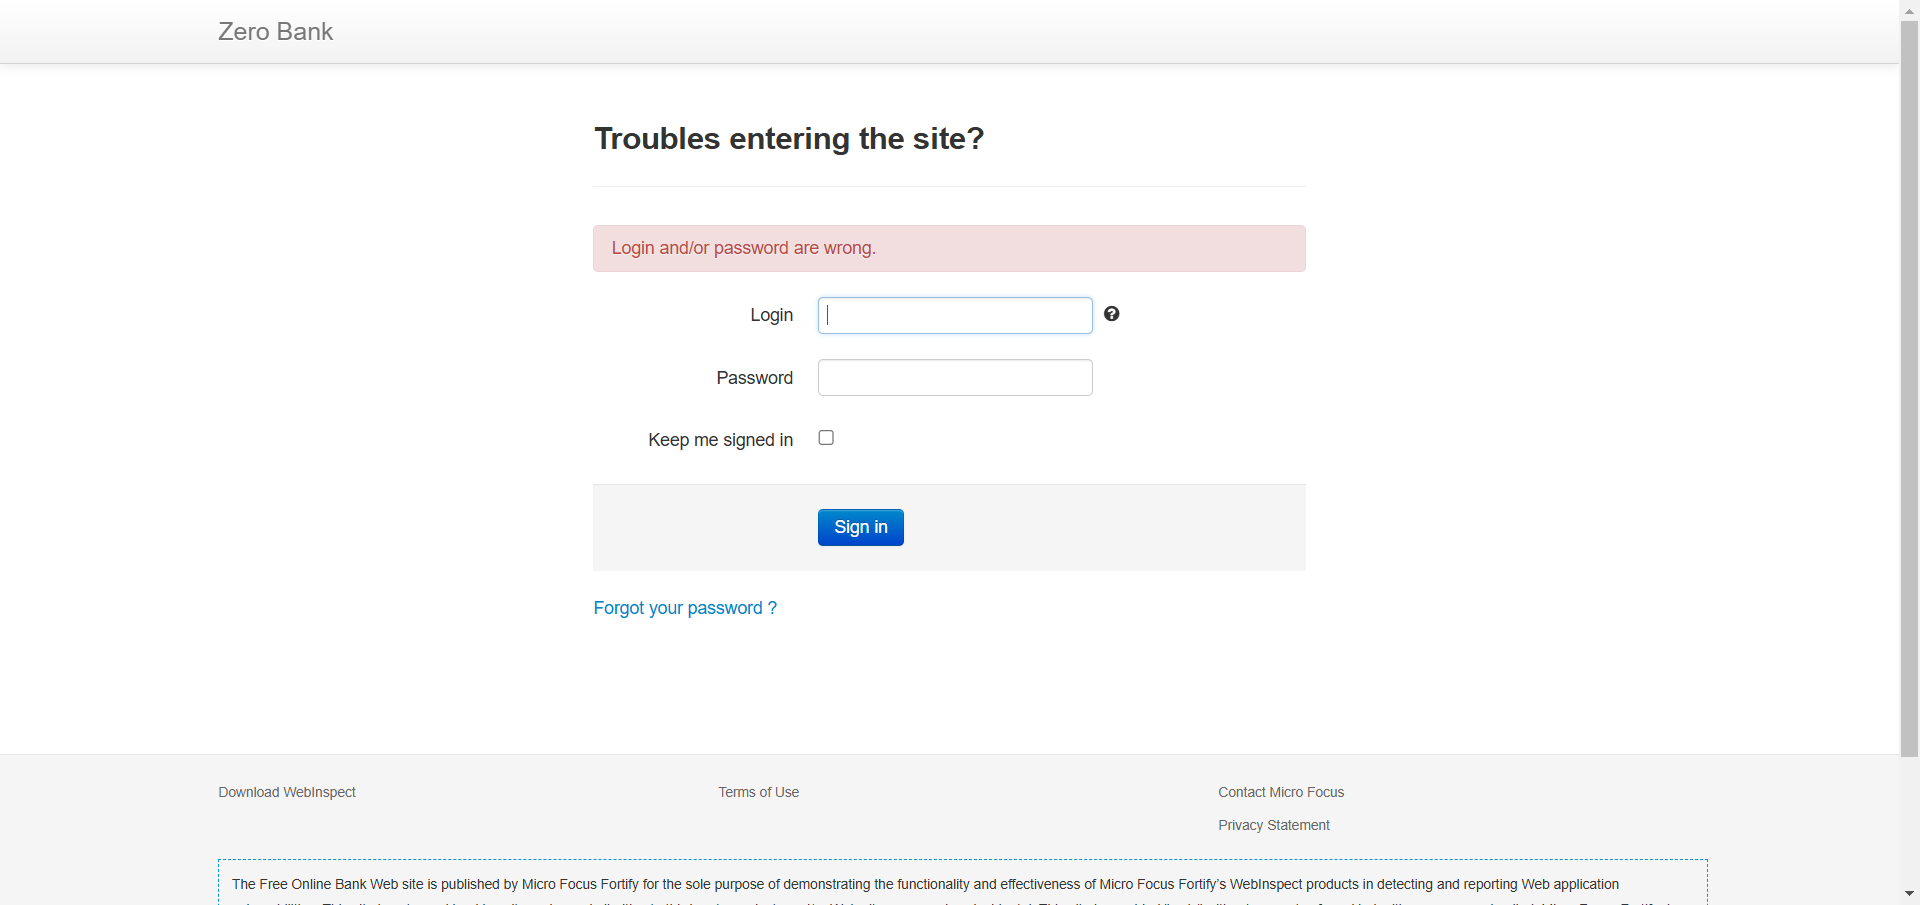 Zero Bank
Troubles entering the site?
Login and/or password are wrong.
Login
Password
Keep me signed in
Sign in
Forgot your password ?
Download WebInspect
Terms of Use
Contact Micro Focus
Privacy Statement
The Free Online Bank Web site is published by Micro Focus Fortify for the sole purpose of demonstrating the functionality and effectiveness of Micro Focus Fortify's WebInspect products in detecting and reporting Web application